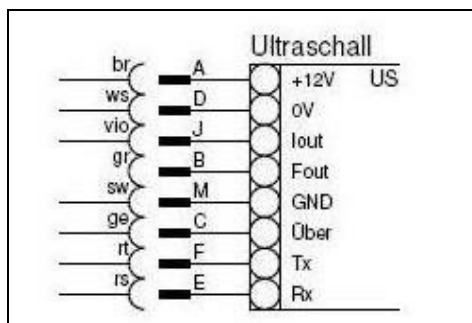 Ultraschall
br A +12V US
ws D 0V
vio J Iout
gr B Fout
sw M GND
ge C Über
rt F Tx
rs E Rx